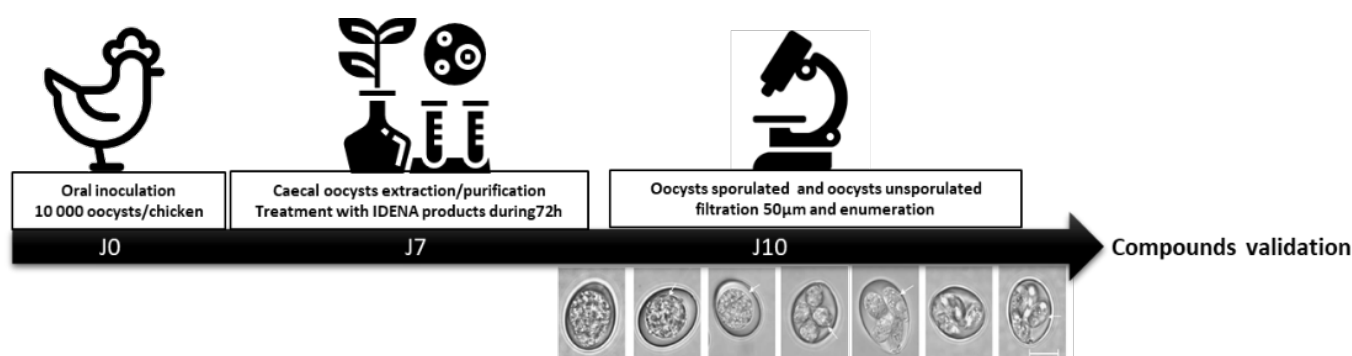 Oral inoculation
10 000 oocysts/chicken
Caecal oocysts extraction/purification
Treatment with IDENA products during72h
Oocysts sporulated and oocysts unsporulated
filtration 50µm and enumeration
J0
J7
J10
Compounds validation